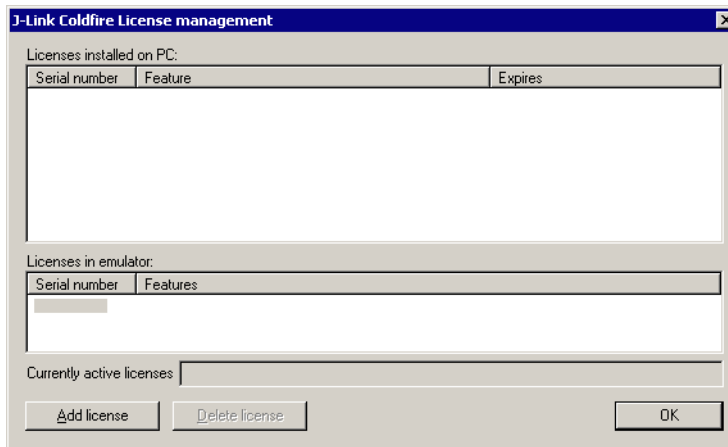 J-Link Coldfire License management
Licenses installed on PC:
Serial number Feature Expires
Licenses in emulator:
Serial number Features
Currently active licenses
Add license Delete license OK